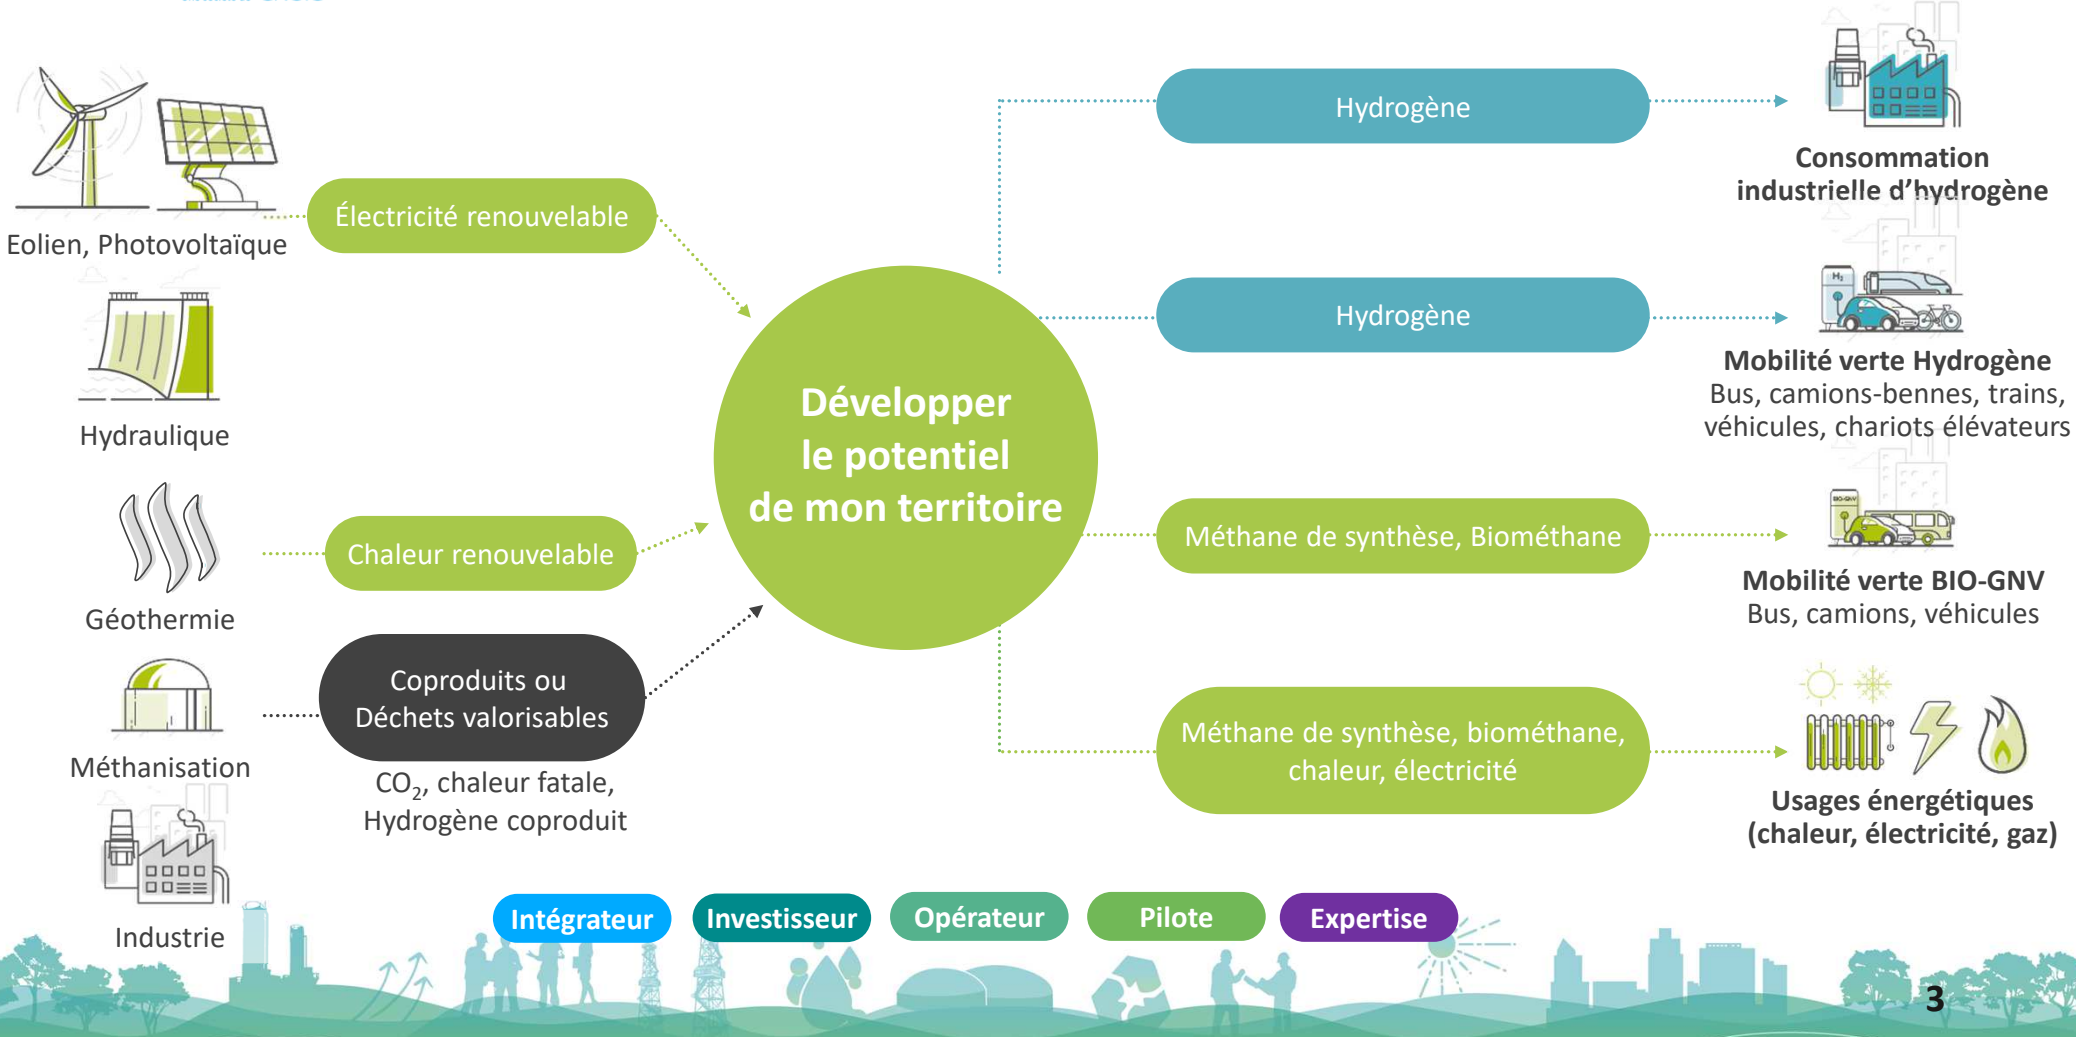 Eolien, Photovoltaïque
Hydraulique
Géothermie
Méthanisation
Industrie
Électricité renouvelable
Chaleur renouvelable
Coproduits ou
Déchets valorisables
CO₂, chaleur fatale,
Hydrogène coproduit
Développer
le potentiel
de mon territoire
Hydrogène
Hydrogène
Méthane de synthèse, Biométhane
Méthane de synthèse, biométhane,
chaleur, électricité
Consommation
industrielle d’hydrogène
H₂
Mobilité verte Hydrogène
Bus, camions-bennes, trains,
véhicules, chariots élévateurs
BIO-GNV
Mobilité verte BIO-GNV
Bus, camions, véhicules
Usages énergétiques
(chaleur, électricité, gaz)
Intégrateur
Investisseur
Opérateur
Pilote
Expertise
3